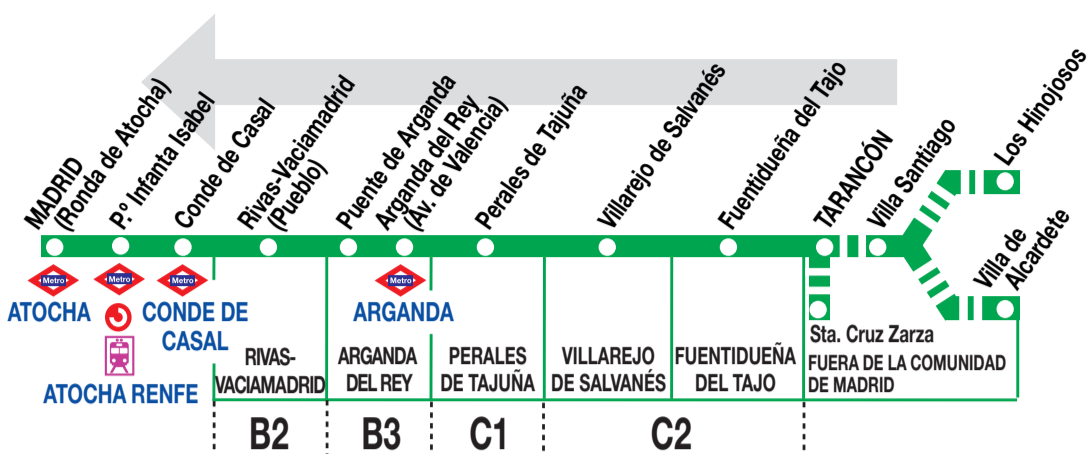 MADRID
(Ronda de Atocha)
P.º Infanta Isabel
Conde de Casal
Rivas-Vaciamadrid
(Pueblo)
Puente de Arganda
Arganda del Rey
(Av. de Valencia)
Perales de Tajuña
Villarejo de Salvanés
Fuentidueña del Tajo
TARANCÓN
Villa Santiago
Los Hinojosos
Villa de
Alcardete
Metro
Metro
Metro
Metro
ATOCHA
CONDE DE
CASAL
ARGANDA
ATOCHA RENFE
Sta. Cruz Zarza
RIVAS-
VACIAMADRID
ARGANDA
DEL REY
PERALES
DE TAJUÑA
VILLAREJO
DE SALVANÉS
FUENTIDUEÑA
DEL TAJO
FUERA DE LA COMUNIDAD
DE MADRID
B2
B3
C1
C2